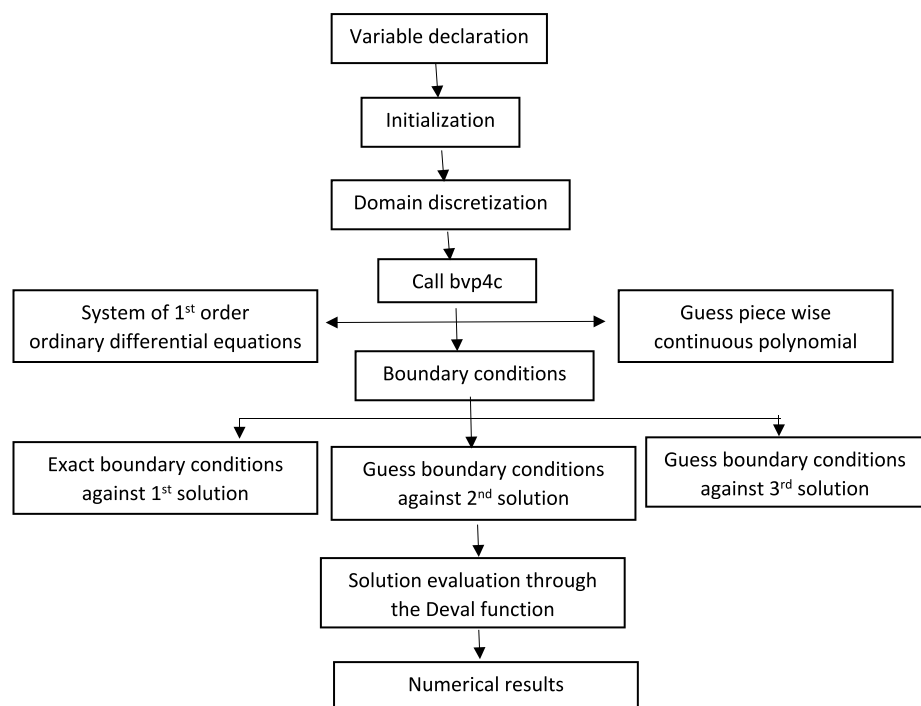 Variable declaration
Initialization
Domain discretization
Call bvp4c
System of 1st order
ordinary differential equations
Guess piece wise
continuous polynomial
Boundary conditions
Exact boundary conditions
against 1st solution
Guess boundary conditions
against 2nd solution
Guess boundary conditions
against 3rd solution
Solution evaluation through
the Deval function
Numerical results